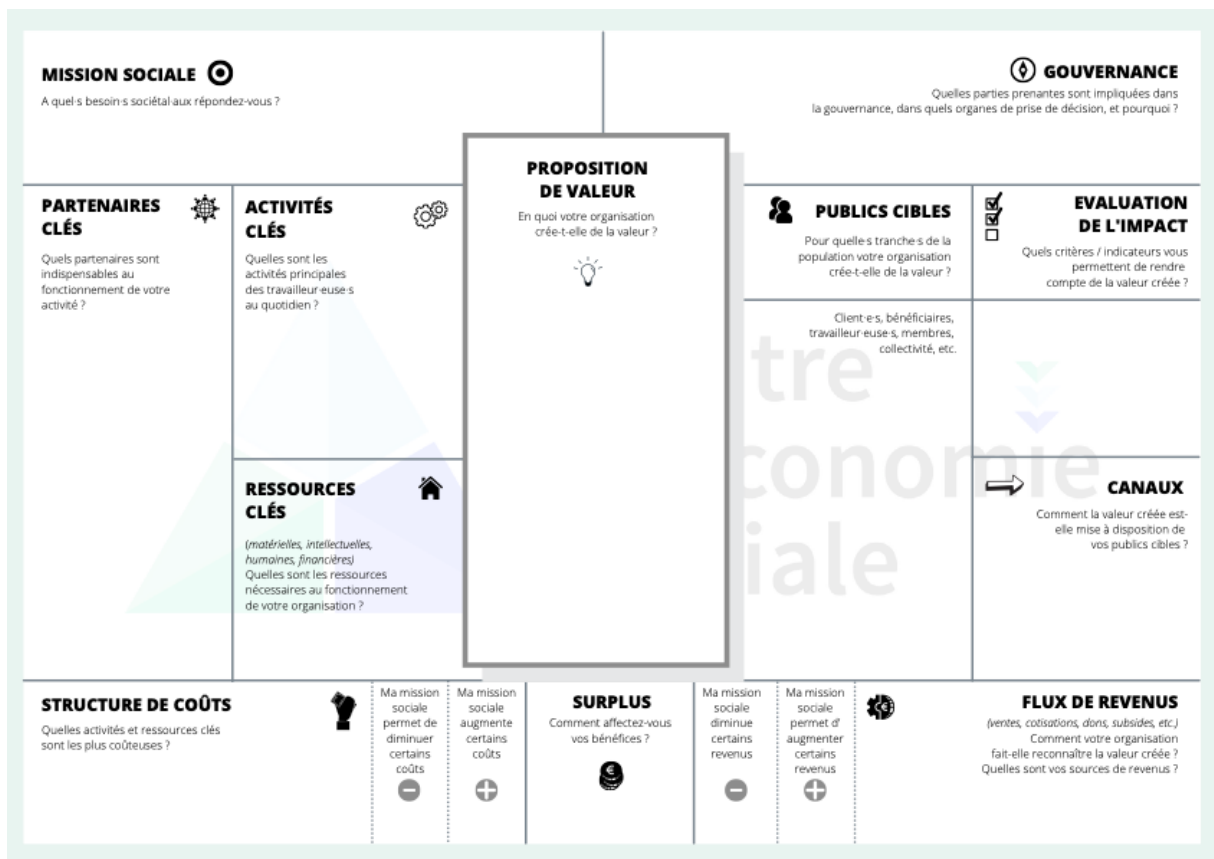 MISSION SOCIALE
A quel·s besoin·s sociétal·aux répondez-vous ?
GOUVERNANCE
Quelles parties prenantes sont impliquées dans
la gouvernance, dans quels organes de prise de décision, et pourquoi ?
PARTENAIRES
CLÉS
Quels partenaires sont
indispensables au
fonctionnement de votre
activité ?
ACTIVITÉS
CLÉS
Quelles sont les
activités principales
des travailleur·euse·s
au quotidien ?
RESSOURCES
CLÉS
(matérielles, intellectuelles,
humaines, financières)
Quelles sont les ressources
nécessaires au fonctionnement
de votre organisation ?
PROPOSITION
DE VALEUR
En quoi votre organisation
crée-t-elle de la valeur ?
PUBLICS CIBLES
Pour quelle·s tranche·s de la
population votre organisation
crée-t-elle de la valeur ?
Client·e·s, bénéficiaires,
travailleur·euse·s, membres,
collectivité, etc.
EVALUATION
DE L'IMPACT
Quels critères / indicateurs vous
permettent de rendre
compte de la valeur créée ?
CANAUX
Comment la valeur créée est-
elle mise à disposition de
vos publics cibles ?
tre
conomie
iale
STRUCTURE DE COÛTS
Quelles activités et ressources clés
sont les plus coûteuses ?
Ma mission
sociale
permet de
diminuer
certains
coûts
Ma mission
sociale
augmente
certains
coûts
SURPLUS
Comment affectez-vous
vos bénéfices ?
Ma mission
sociale
diminue
certains
revenus
Ma mission
sociale
permet d'
augmenter
certains
revenus
FLUX DE REVENUS
(ventes, cotisations, dons, subsides, etc.)
Comment votre organisation
fait-elle reconnaître la valeur créée ?
Quelles sont vos sources de revenus ?